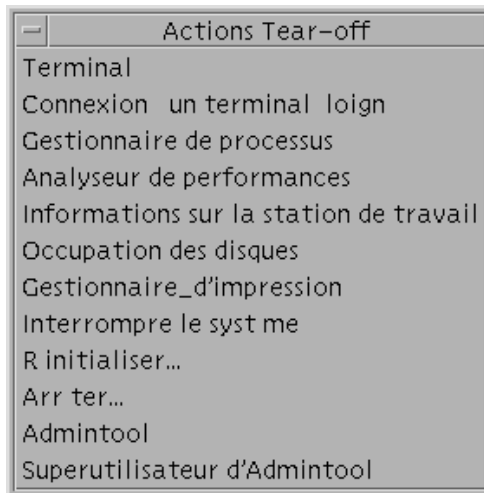 Actions Tear-off
Terminal
Connexion  un terminal  loign
Gestionnaire de processus
Analyseur de performances
Informations sur la station de travail
Occupation des disques
Gestionnaire_d'impression
Interrompre le syst me
R initialiser...
Arr ter...
Admintool
Superutilisateur d'Admintool